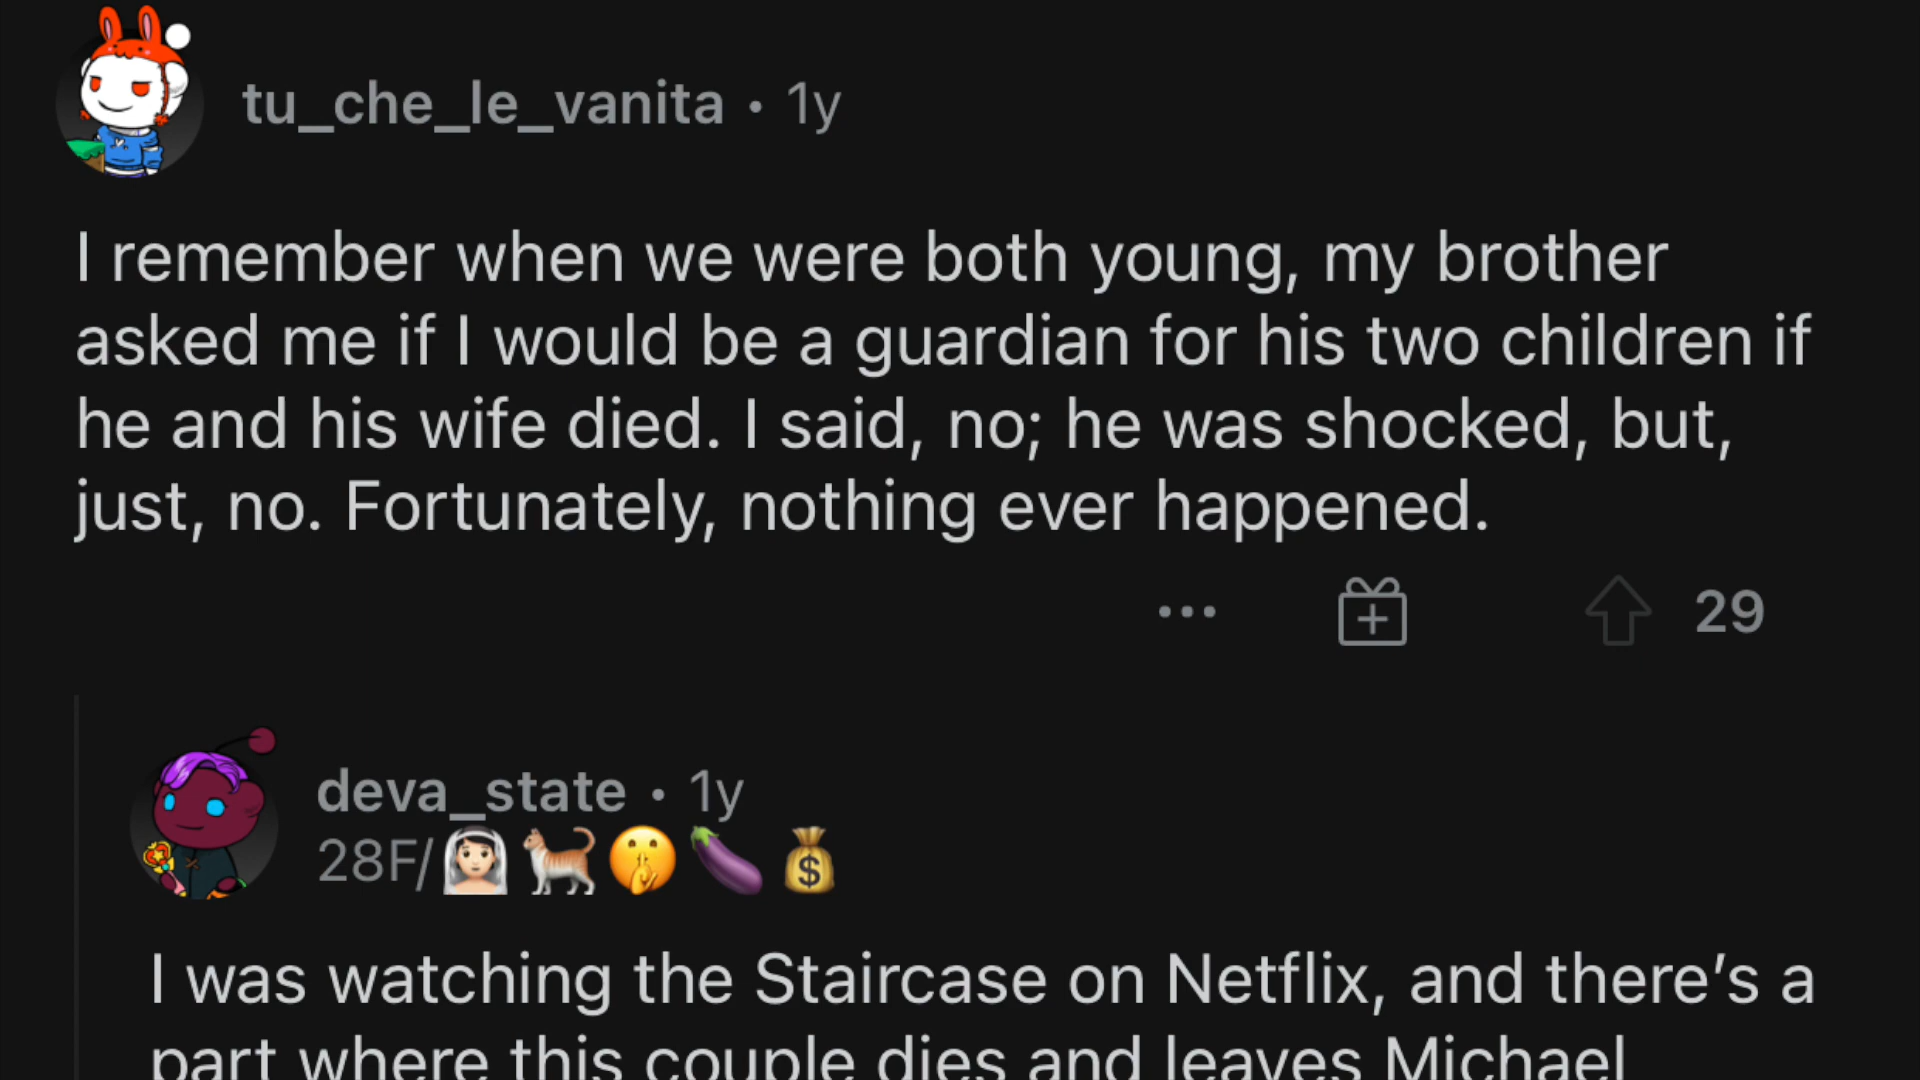 tu_che_le_vanita • 1y
I remember when we were both young, my brother
asked me if I would be a guardian for his two children if
he and his wife died. I said, no; he was shocked, but,
just, no. Fortunately, nothing ever happened.
29
deva_state • 1y
28F/👰🏻🐈🤫🍆💰
I was watching the Staircase on Netflix, and there’s a
part where this couple dies and leaves Michael